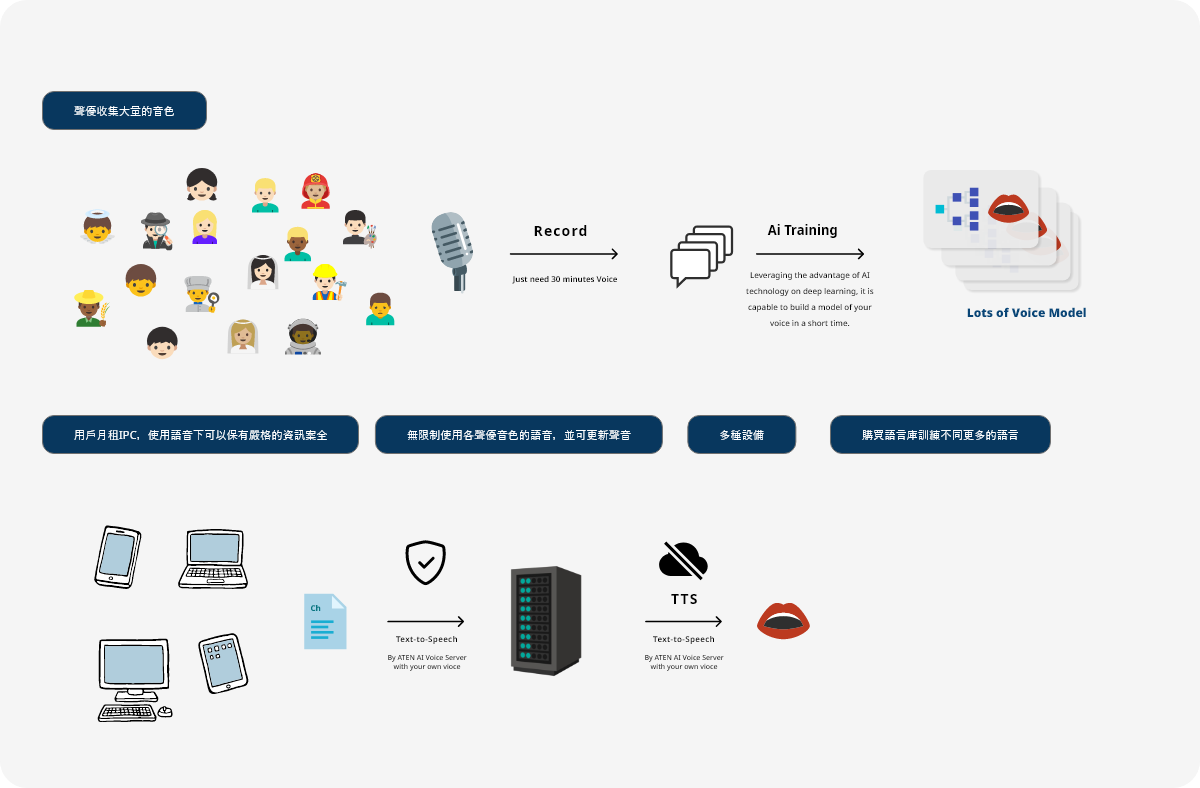 聲優收集大量的音色
Record
Just need 30 minutes Voice
Ai Training
Leveraging the advantage of AI
technology on deep learning, it is
capable to build a model of your
voice in a short time.
Lots of Voice Model
用戶月租IPC，使用語音下可以保有嚴格的資訊案全
無限制使用各聲優音色的語音，並可更新聲音
多種設備
購買語言庫訓練不同更多的語言
Ch
Text-to-Speech
By ATEN AI Voice Server
with your own vioce
TTS
Text-to-Speech
By ATEN AI Voice Server
with your own vioce